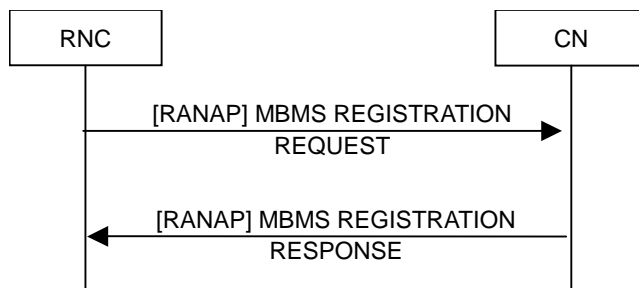 RNC
CN
[RANAP] MBMS REGISTRATION
REQUEST
[RANAP] MBMS REGISTRATION
RESPONSE